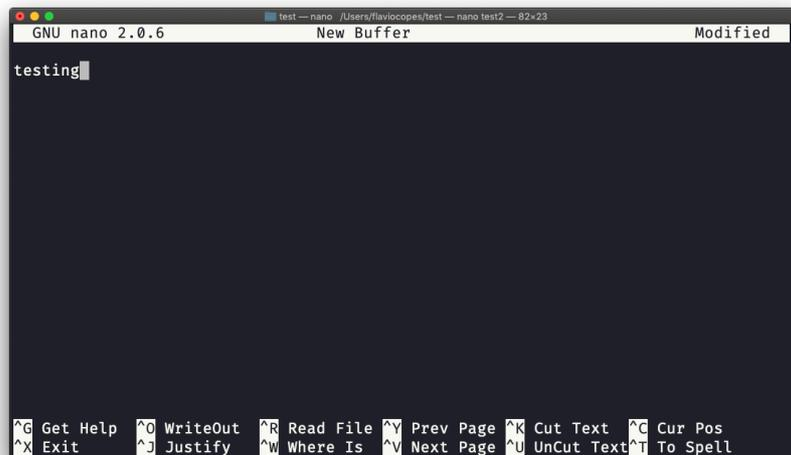 test — nano /Users/flaviocopes/test — nano test2 — 82×23
GNU nano 2.0.6 New Buffer Modified
testing
^G Get Help ^O WriteOut ^R Read File ^Y Prev Page ^K Cut Text ^C Cur Pos
^X Exit ^J Justify ^W Where Is ^V Next Page ^U UnCut Text ^T To Spell